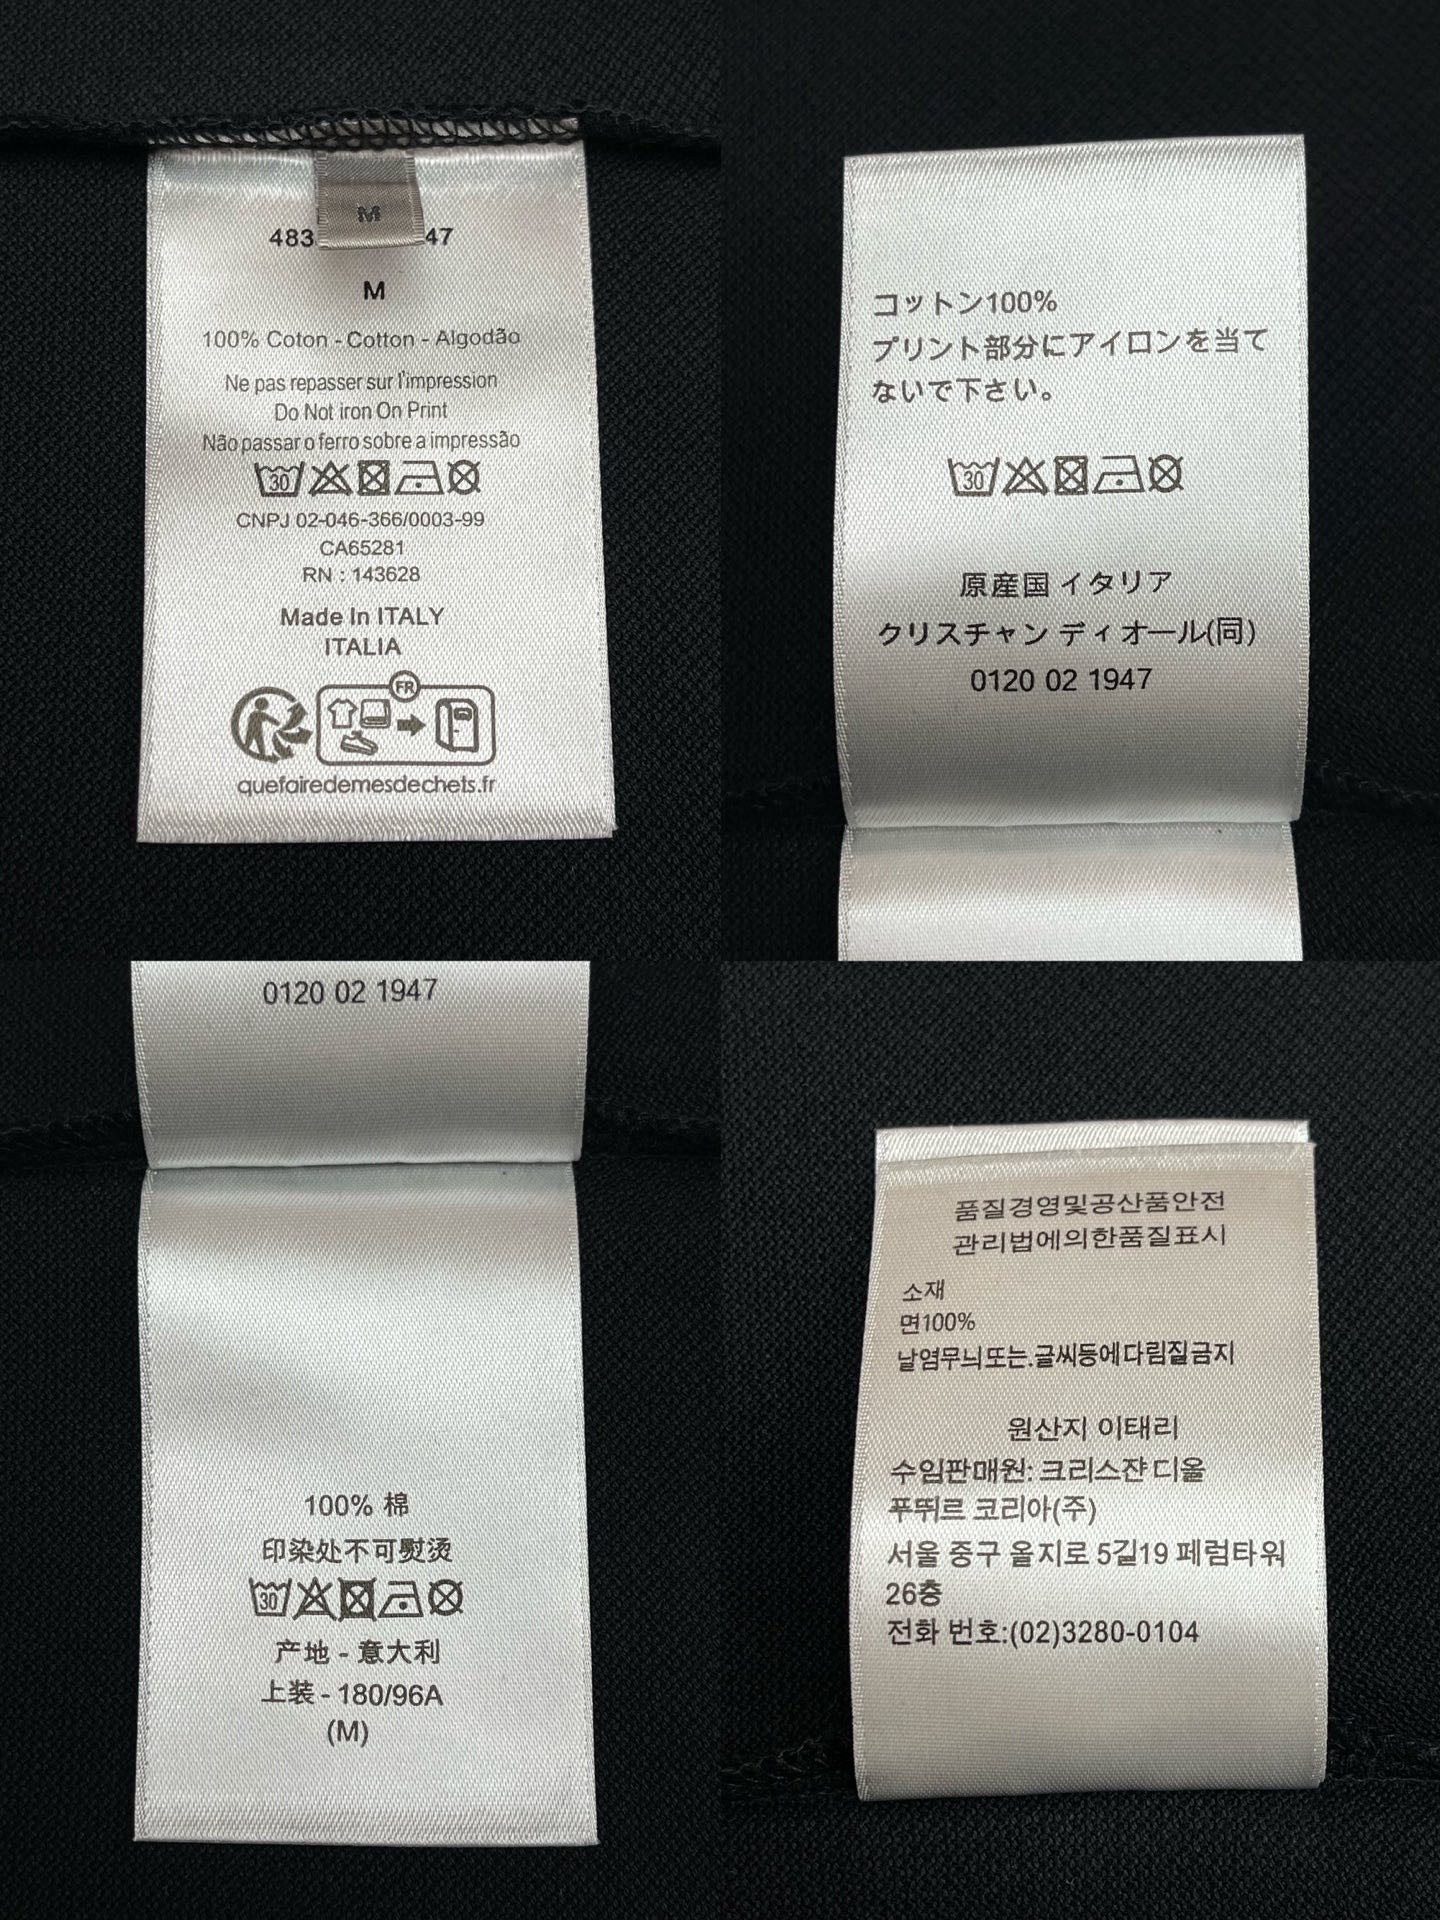 M
483 47
M
100% Coton - Cotton - Algodão
Ne pas repasser sur l'impression
Do Not iron On Print
Não passar o ferro sobre a impressão
30
CNPJ 02-046-366/0003-99
CA65281
RN : 143628
Made In ITALY
ITALIA
FR
quefairedemesdechets.fr
コットン100%
プリント部分にアイロンを当て
ないで下さい。
30
原産国 イタリア
クリスチャン ディオール(同)
0120 02 1947
0120 02 1947
100% 棉
印染处不可熨烫
30
产地 - 意大利
上装 - 180/96A
(M)
품질경영및공산품안전
관리법에의한품질표시
소재
면100%
날염무늬또는.글씨등에다림질금지
원산지 이태리
수임판매원: 크리스쟌 디올
푸뛰르 코리아(주)
서울 중구 을지로 5길19 페럼타워
26층
전화 번호:(02)3280-0104